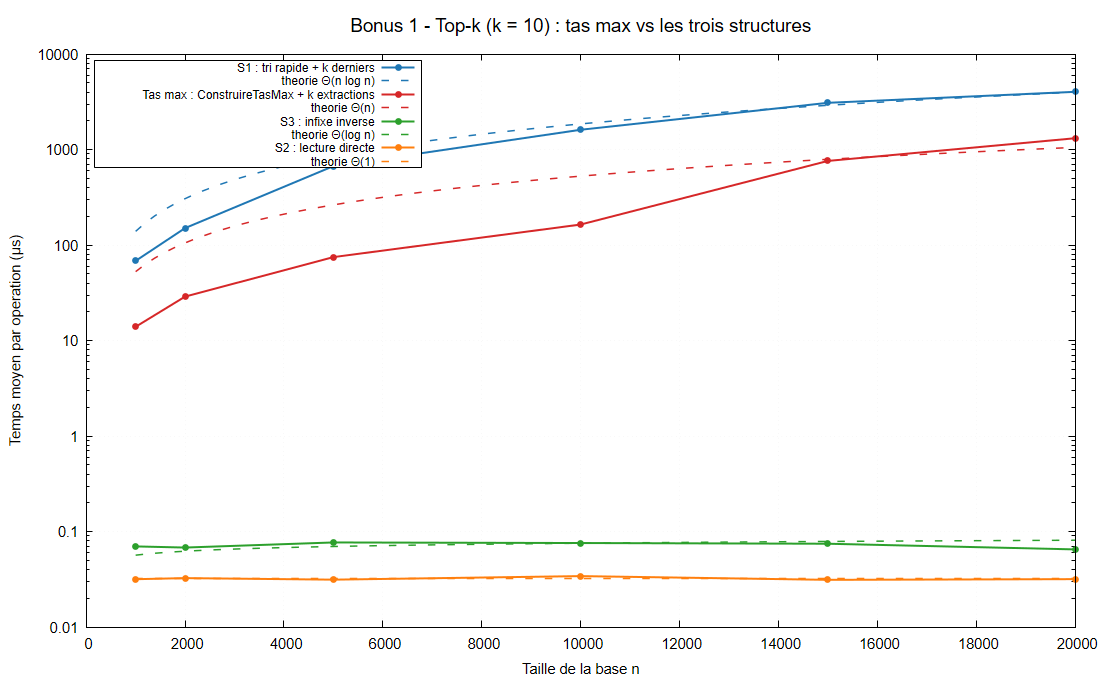 Bonus 1 - Top-k (k = 10) : tas max vs les trois structures
10000
1000
100
10
1
0.1
0.01
Temps moyen par operation (µs)
S1 : tri rapide + k derniers
theorie Θ(n log n)
Tas max : ConstruireTasMax + k extractions
theorie Θ(n)
S3 : infixe inverse
theorie Θ(log n)
S2 : lecture directe
theorie Θ(1)
0 2000 4000 6000 8000 10000 12000 14000 16000 18000 20000
Taille de la base n